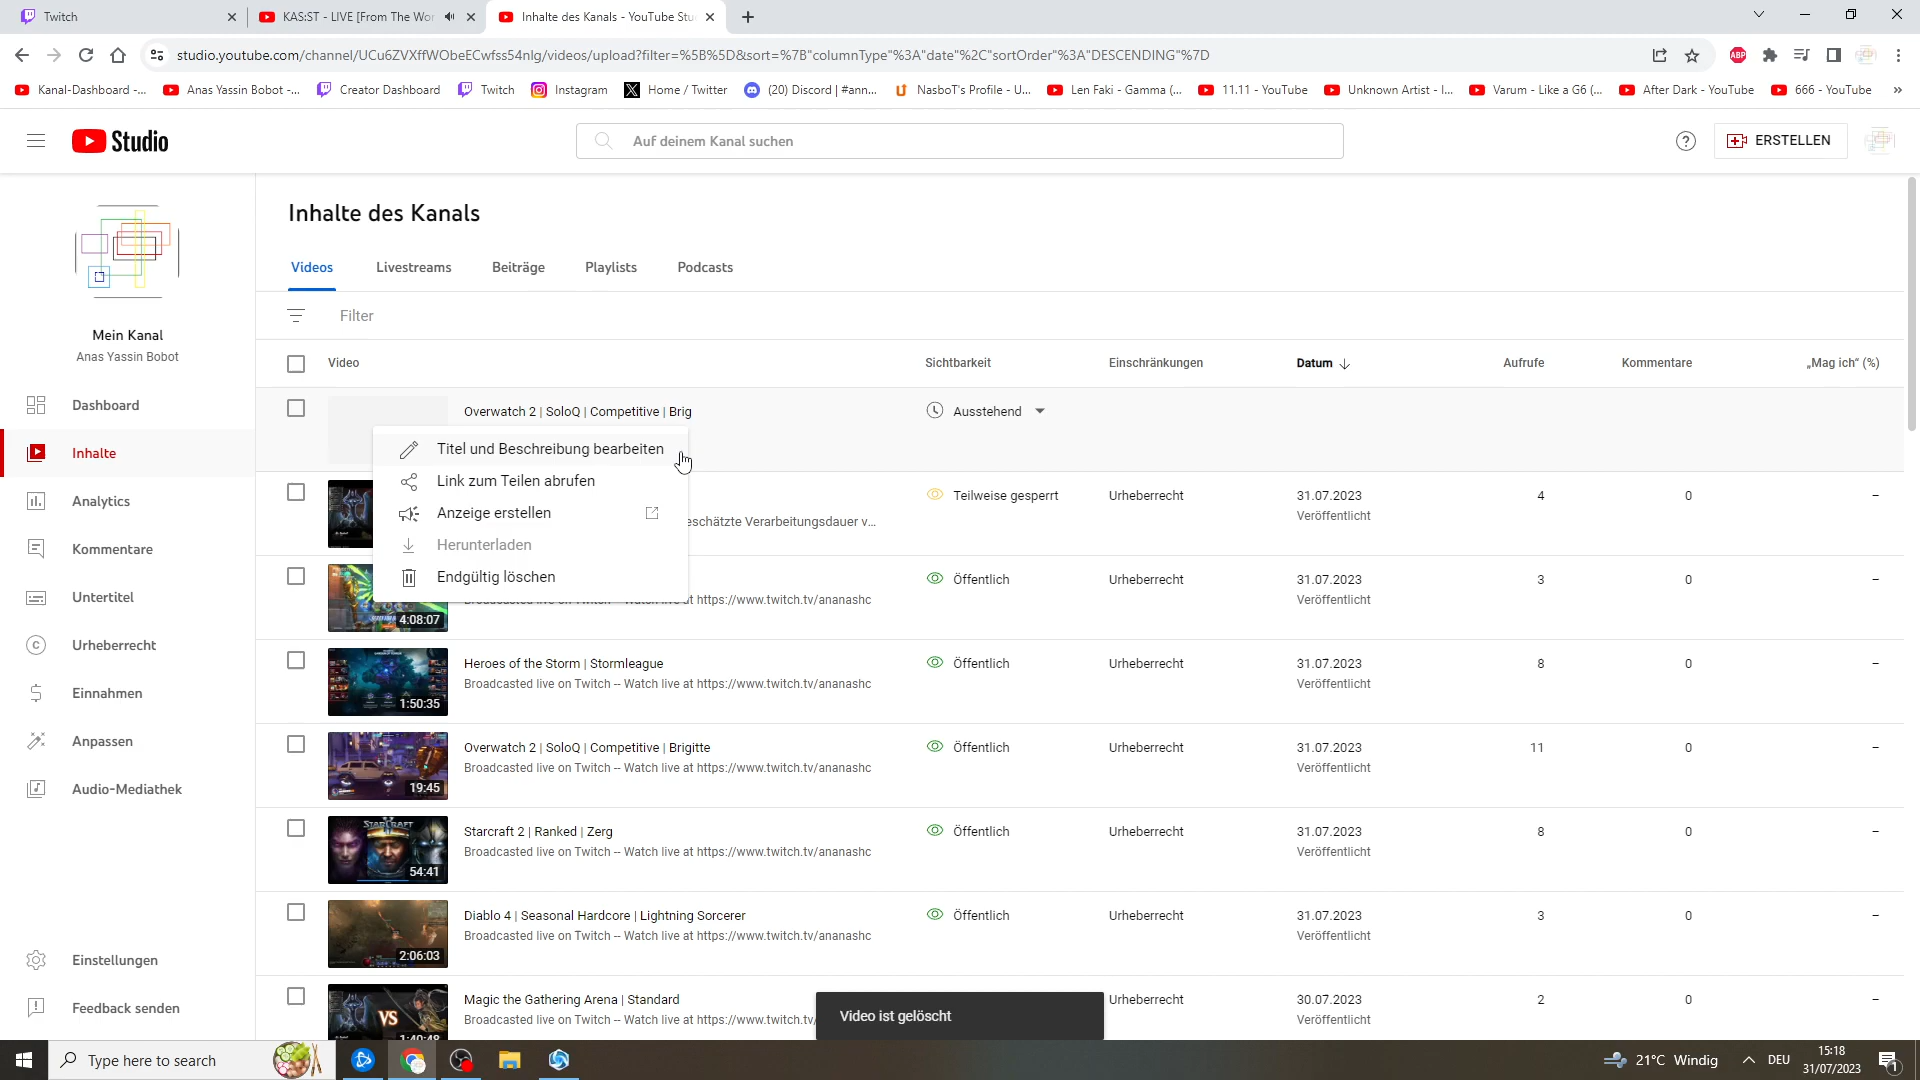 Twitch
KAS:ST - LIVE [From The Wor
Inhalte des Kanals - YouTube Stu
studio.youtube.com/channel/UCu6ZVXffWObeECwfss54nlg/videos/upload?filter=%5B%5D&sort=%7B"columnType"%3A"date"%2C"sortOrder"%3A"DESCENDING"%7D
ABP
Kanal-Dashboard -...
Anas Yassin Bobot -...
Creator Dashboard
Twitch
Instagram
Home / Twitter
(20) Discord | #ann...
NasboT's Profile - U...
Len Faki - Gamma (...
11.11 - YouTube
Unknown Artist - I...
Varum - Like a G6 (...
After Dark - YouTube
666 - YouTube
»
Studio
Auf deinem Kanal suchen
ERSTELLEN
Inhalte des Kanals
Videos Livestreams Beiträge Playlists Podcasts
Filter
Mein Kanal
Anas Yassin Bobot
Dashboard
Inhalte
Analytics
Kommentare
Untertitel
Urheberrecht
Einnahmen
Anpassen
Audio-Mediathek
Einstellungen
Feedback senden
Video Sichtbarkeit Einschränkungen Datum Aufrufe Kommentare „Mag ich“ (%)
Overwatch 2 | SoloQ | Competitive | Brig Ausstehend
Titel und Beschreibung bearbeiten
Link zum Teilen abrufen
Anzeige erstellen
Herunterladen
Endgültig löschen
Teilweise gesperrt Urheberrecht 31.07.2023 4 0 –
eschätzte Verarbeitungsdauer v... Veröffentlicht
Öffentlich Urheberrecht 31.07.2023 3 0 –
4:08:07 Broadcasted live on Twitch -- Watch live at https://www.twitch.tv/ananashc Veröffentlicht
Heroes of the Storm | Stormleague Öffentlich Urheberrecht 31.07.2023 8 0 –
1:50:35 Broadcasted live on Twitch -- Watch live at https://www.twitch.tv/ananashc Veröffentlicht
Overwatch 2 | SoloQ | Competitive | Brigitte Öffentlich Urheberrecht 31.07.2023 11 0 –
19:45 Broadcasted live on Twitch -- Watch live at https://www.twitch.tv/ananashc Veröffentlicht
STARCRAFT
Starcraft 2 | Ranked | Zerg Öffentlich Urheberrecht 31.07.2023 8 0 –
54:41 Broadcasted live on Twitch -- Watch live at https://www.twitch.tv/ananashc Veröffentlicht
Diablo 4 | Seasonal Hardcore | Lightning Sorcerer Öffentlich Urheberrecht 31.07.2023 3 0 –
2:06:03 Broadcasted live on Twitch -- Watch live at https://www.twitch.tv/ananashc Veröffentlicht
Magic the Gathering Arena | Standard Urheberrecht 30.07.2023 2 0 –
VS 1:40:48 Broadcasted live on Twitch -- Watch live at https://www.twitch.tv/ Veröffentlicht
Video ist gelöscht
Type here to search
21°C Windig
DEU
15:18
31/07/2023
1